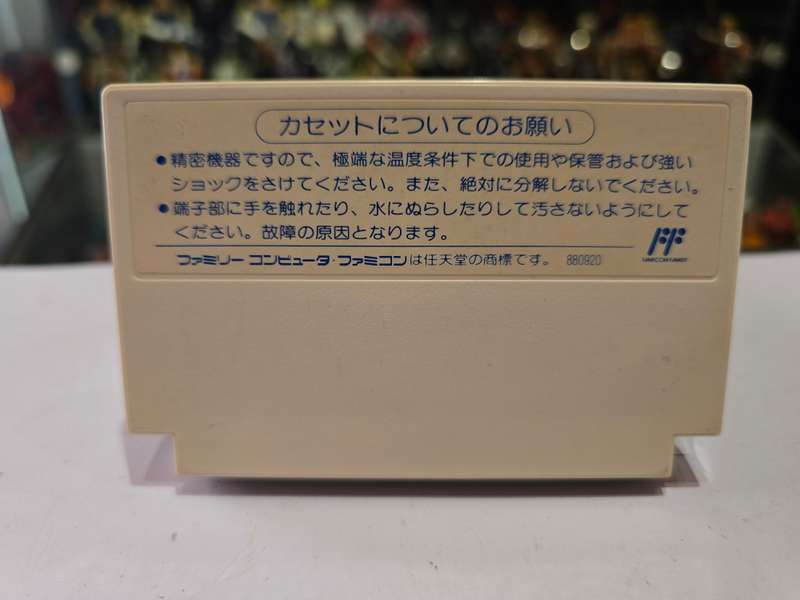 カセットについてのお願い
●精密機器ですので、極端な温度条件下での使用や保管および強い
ショックをさけてください。また、絶対に分解しないでください。
●端子部に手を触れたり、水にぬらしたりして汚さないようにして
ください。故障の原因となります。
ファミリー コンピュータ・ファミコンは任天堂の商標です。 880920